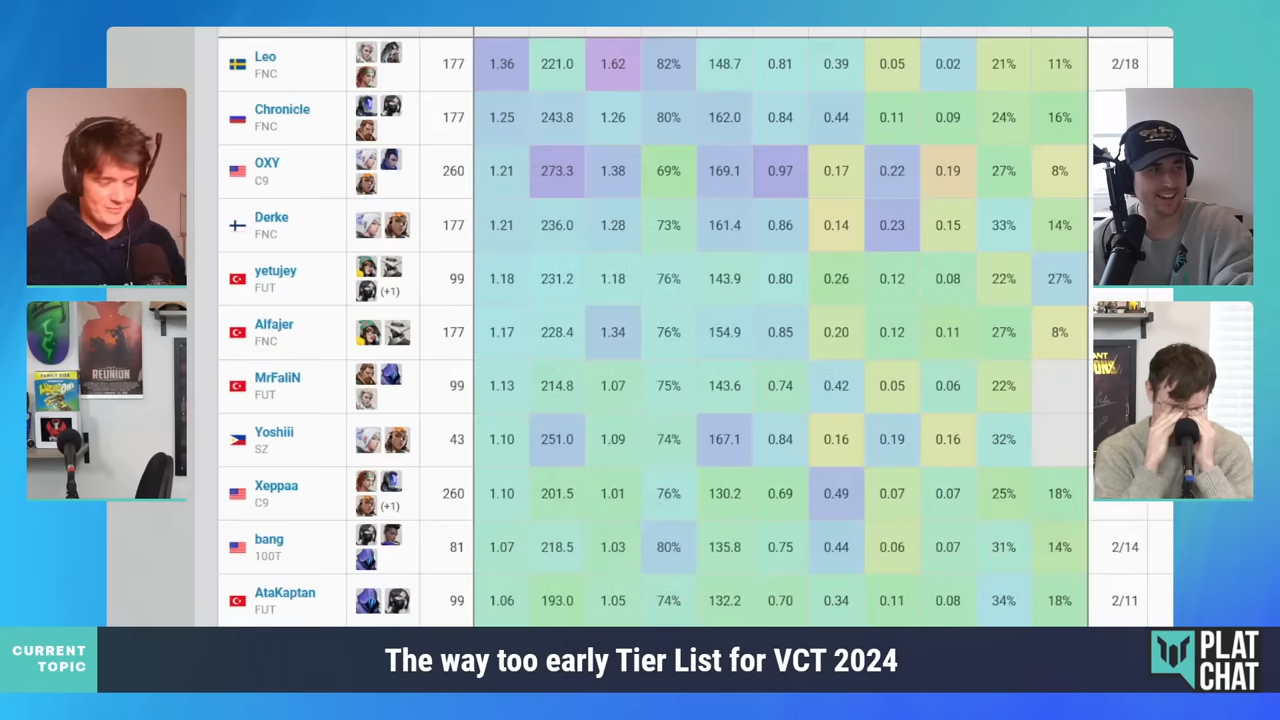 Leo
FNC
177 1.36 221.0 1.62 82% 148.7 0.81 0.39 0.05 0.02 21% 11% 2/18
Chronicle
FNC
177 1.25 243.8 1.26 80% 162.0 0.84 0.44 0.11 0.09 24% 16%
OXY
C9
260 1.21 273.3 1.38 69% 169.1 0.97 0.17 0.22 0.19 27% 8%
Derke
FNC
177 1.21 236.0 1.28 73% 161.4 0.86 0.14 0.23 0.15 33% 14%
yetujey
FUT
(+1)
99 1.18 231.2 1.18 76% 143.9 0.80 0.26 0.12 0.08 22% 27%
Alfajer
FNC
177 1.17 228.4 1.34 76% 154.9 0.85 0.20 0.12 0.11 27% 8%
MrFaliN
FUT
99 1.13 214.8 1.07 75% 143.6 0.74 0.42 0.05 0.06 22%
Yoshiii
SZ
43 1.10 251.0 1.09 74% 167.1 0.84 0.16 0.19 0.16 32%
Xeppaa
C9
(+1)
260 1.10 201.5 1.01 76% 130.2 0.69 0.49 0.07 0.07 25% 18%
bang
100T
81 1.07 218.5 1.03 80% 135.8 0.75 0.44 0.06 0.07 31% 14% 2/14
AtaKaptan
FUT
99 1.06 193.0 1.05 74% 132.2 0.70 0.34 0.11 0.08 34% 18% 2/11
REUNION
CURRENT
TOPIC
The way too early Tier List for VCT 2024
PLAT
CHAT